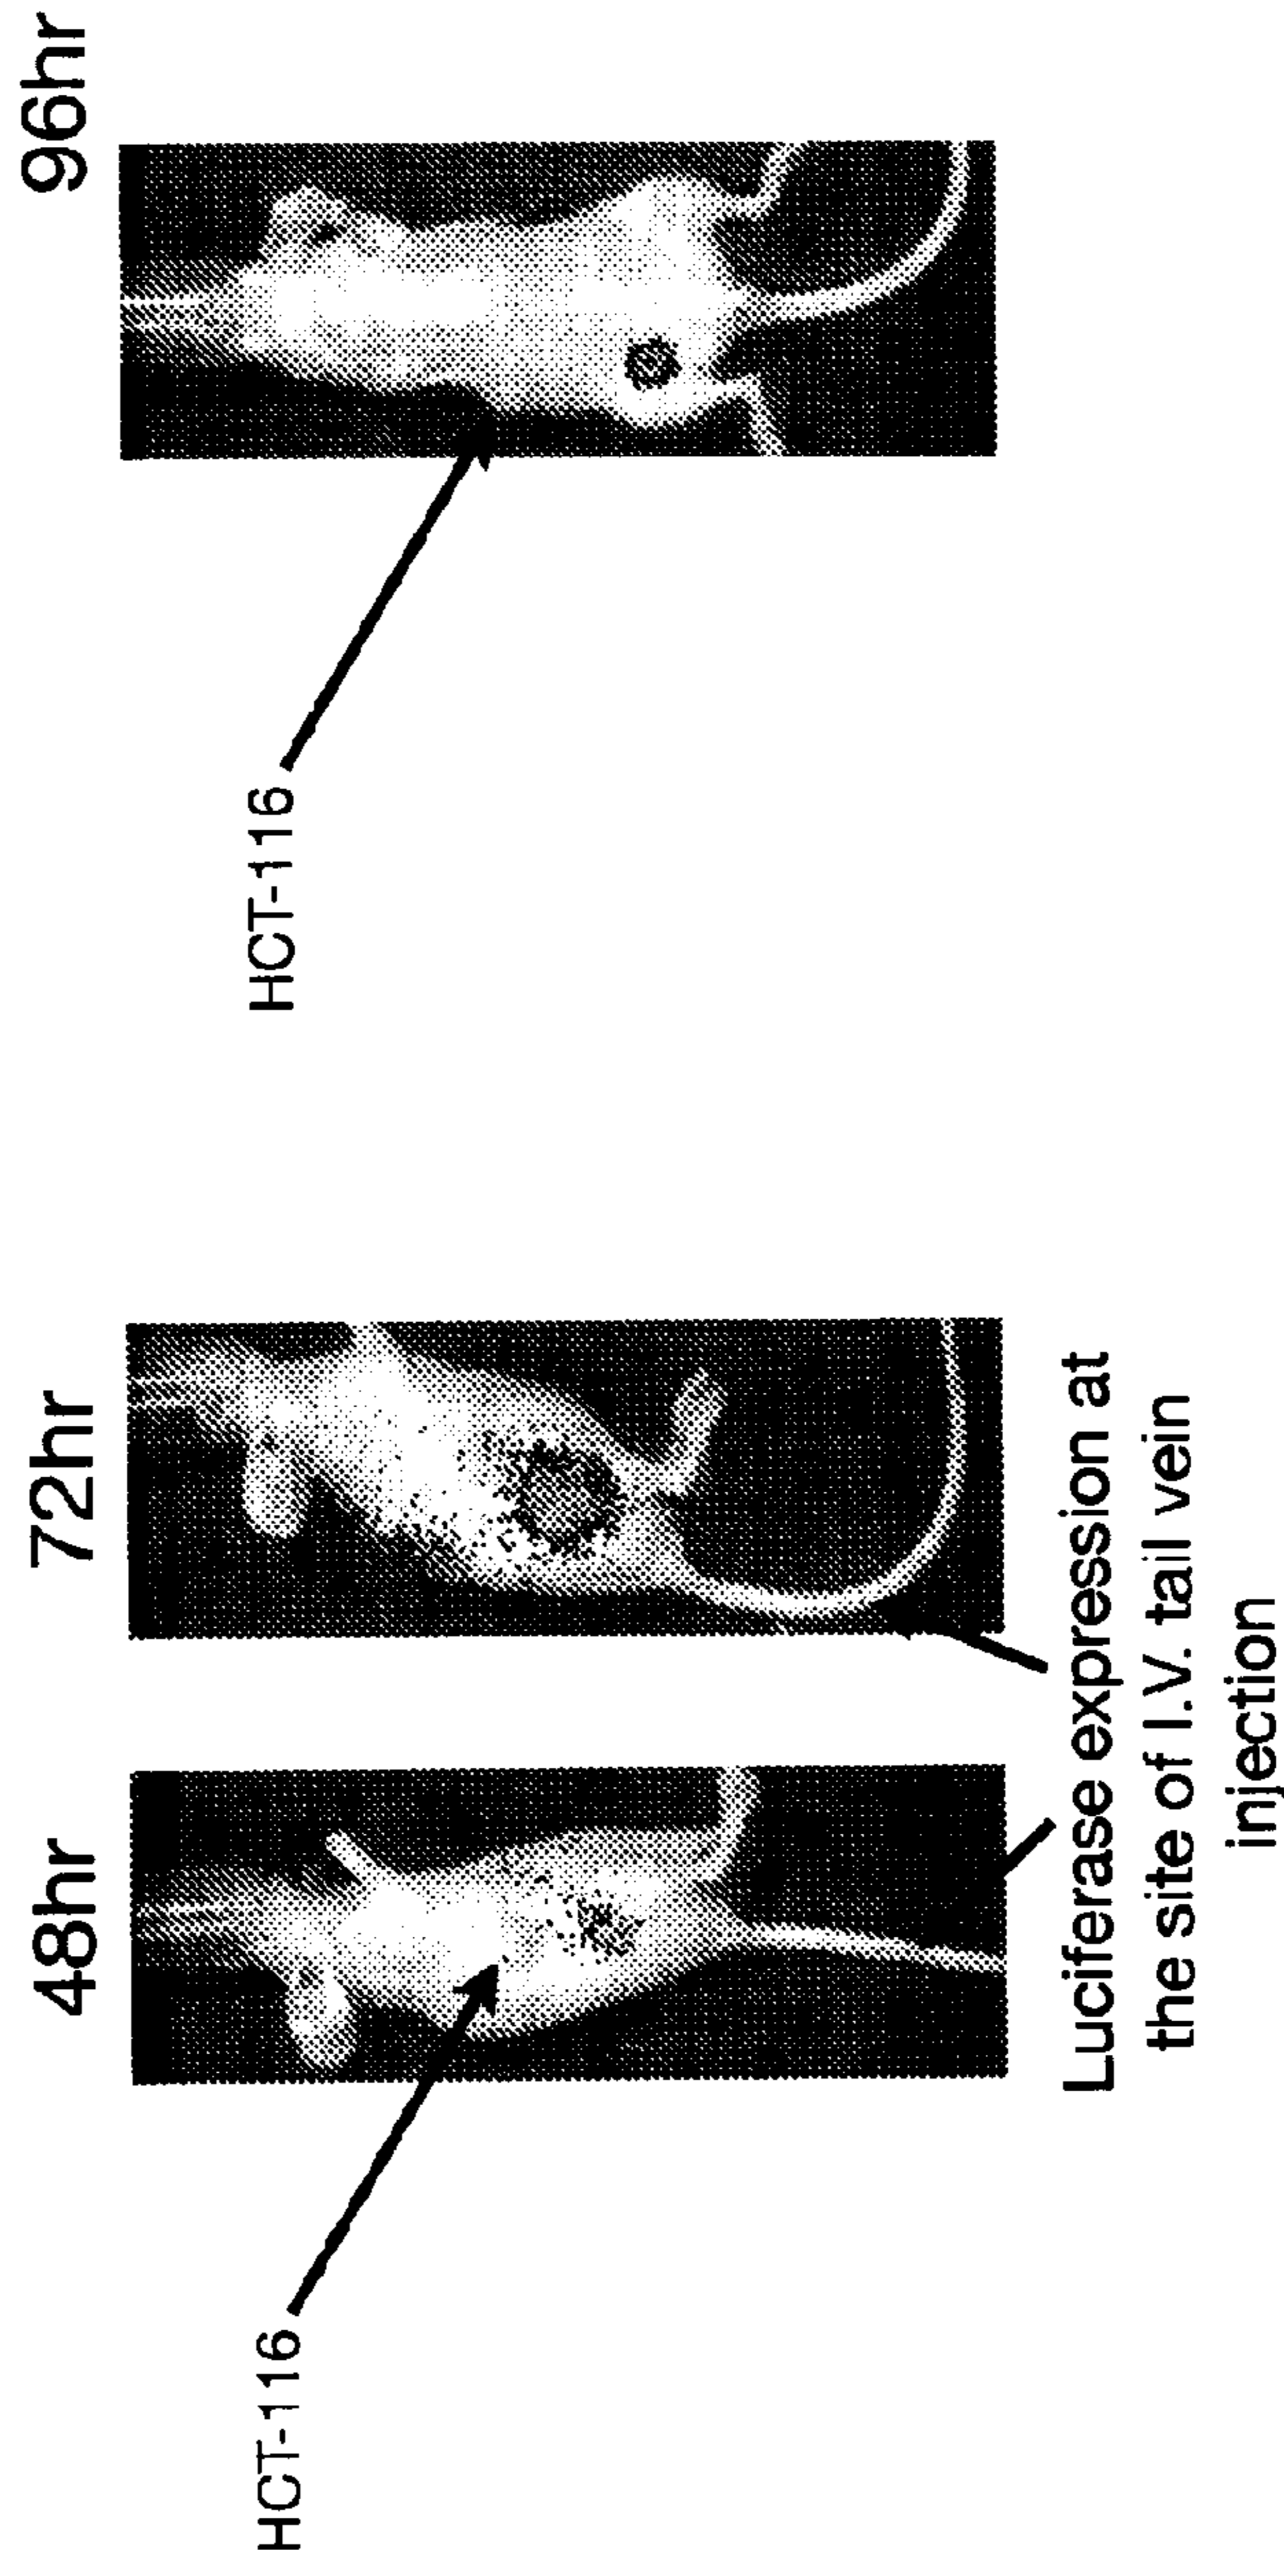 48hr
72hr
96hr
HCT-116
HCT-116
Luciferase expression at
the site of I.V. tail vein
injection